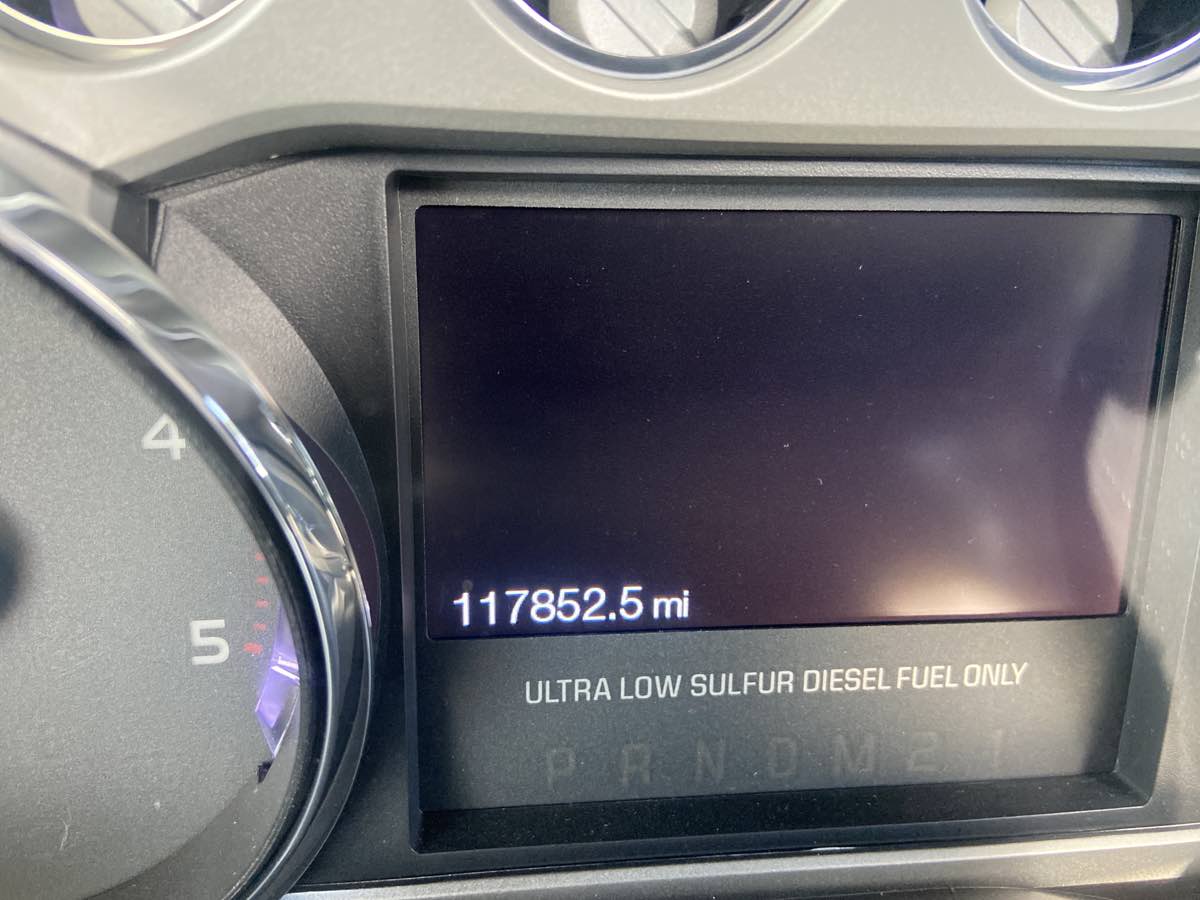 4
5
117852.5 mi
ULTRA LOW SULFUR DIESEL FUEL ONLY
P R N D M 2 1